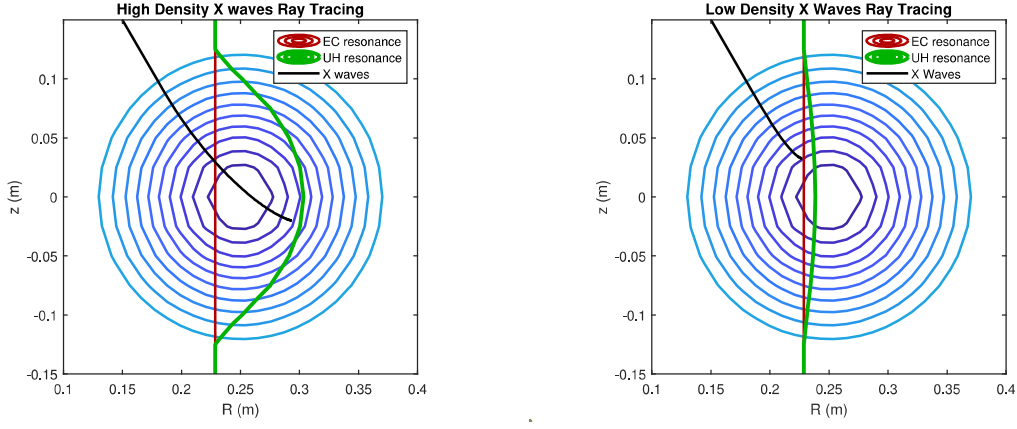 High Density X waves Ray Tracing
EC resonance
UH resonance
X waves
0.1
0.05
0
-0.05
-0.1
-0.15
z (m)
0.1
0.15
0.2
0.25
0.3
0.35
0.4
R (m)
Low Density X Waves Ray Tracing
EC resonance
UH resonance
X Waves
0.1
0.05
0
-0.05
-0.1
-0.15
z (m)
0.1
0.15
0.2
0.25
0.3
0.35
0.4
R (m)